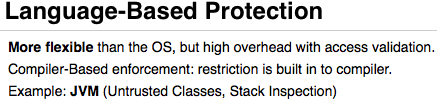 Language-Based Protection
More flexible than the OS, but high overhead with access validation.
Compiler-Based enforcement: restriction is built in to compiler.
Example: JVM (Untrusted Classes, Stack Inspection)